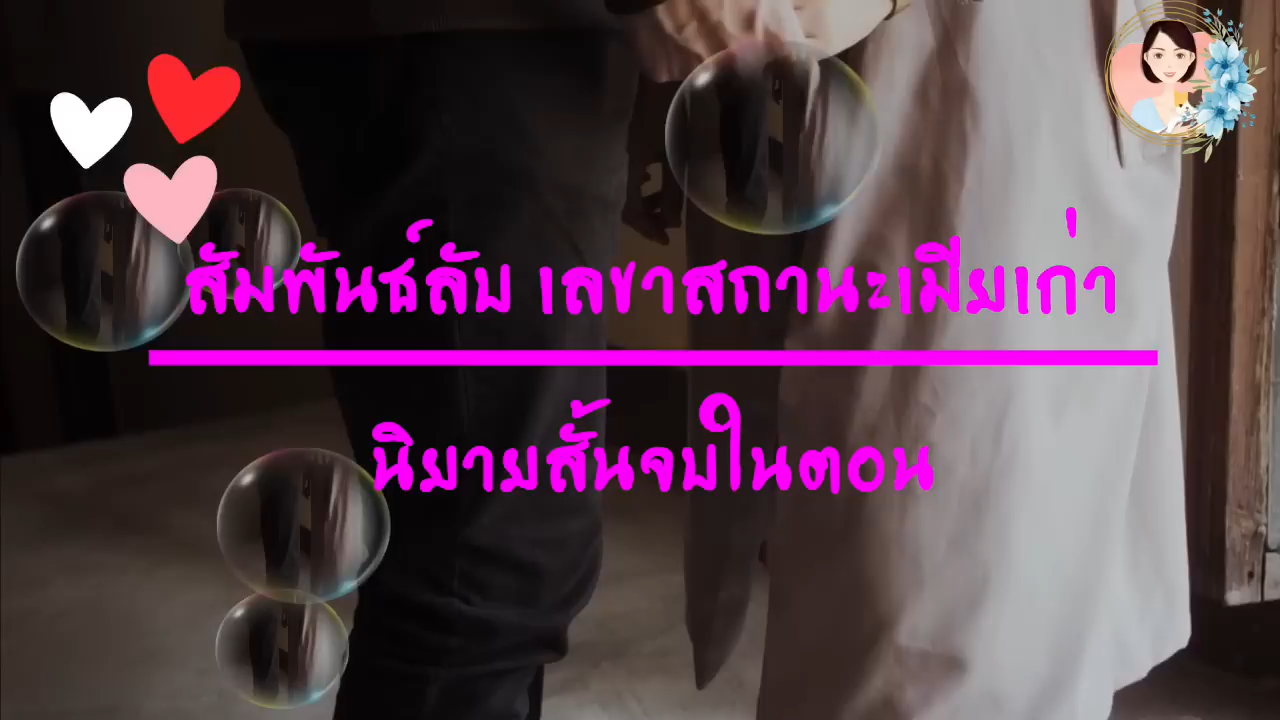 สัมพันธ์ลับ เลขาสถานะเมียเก่า
นิยายสั้นจบในตอน